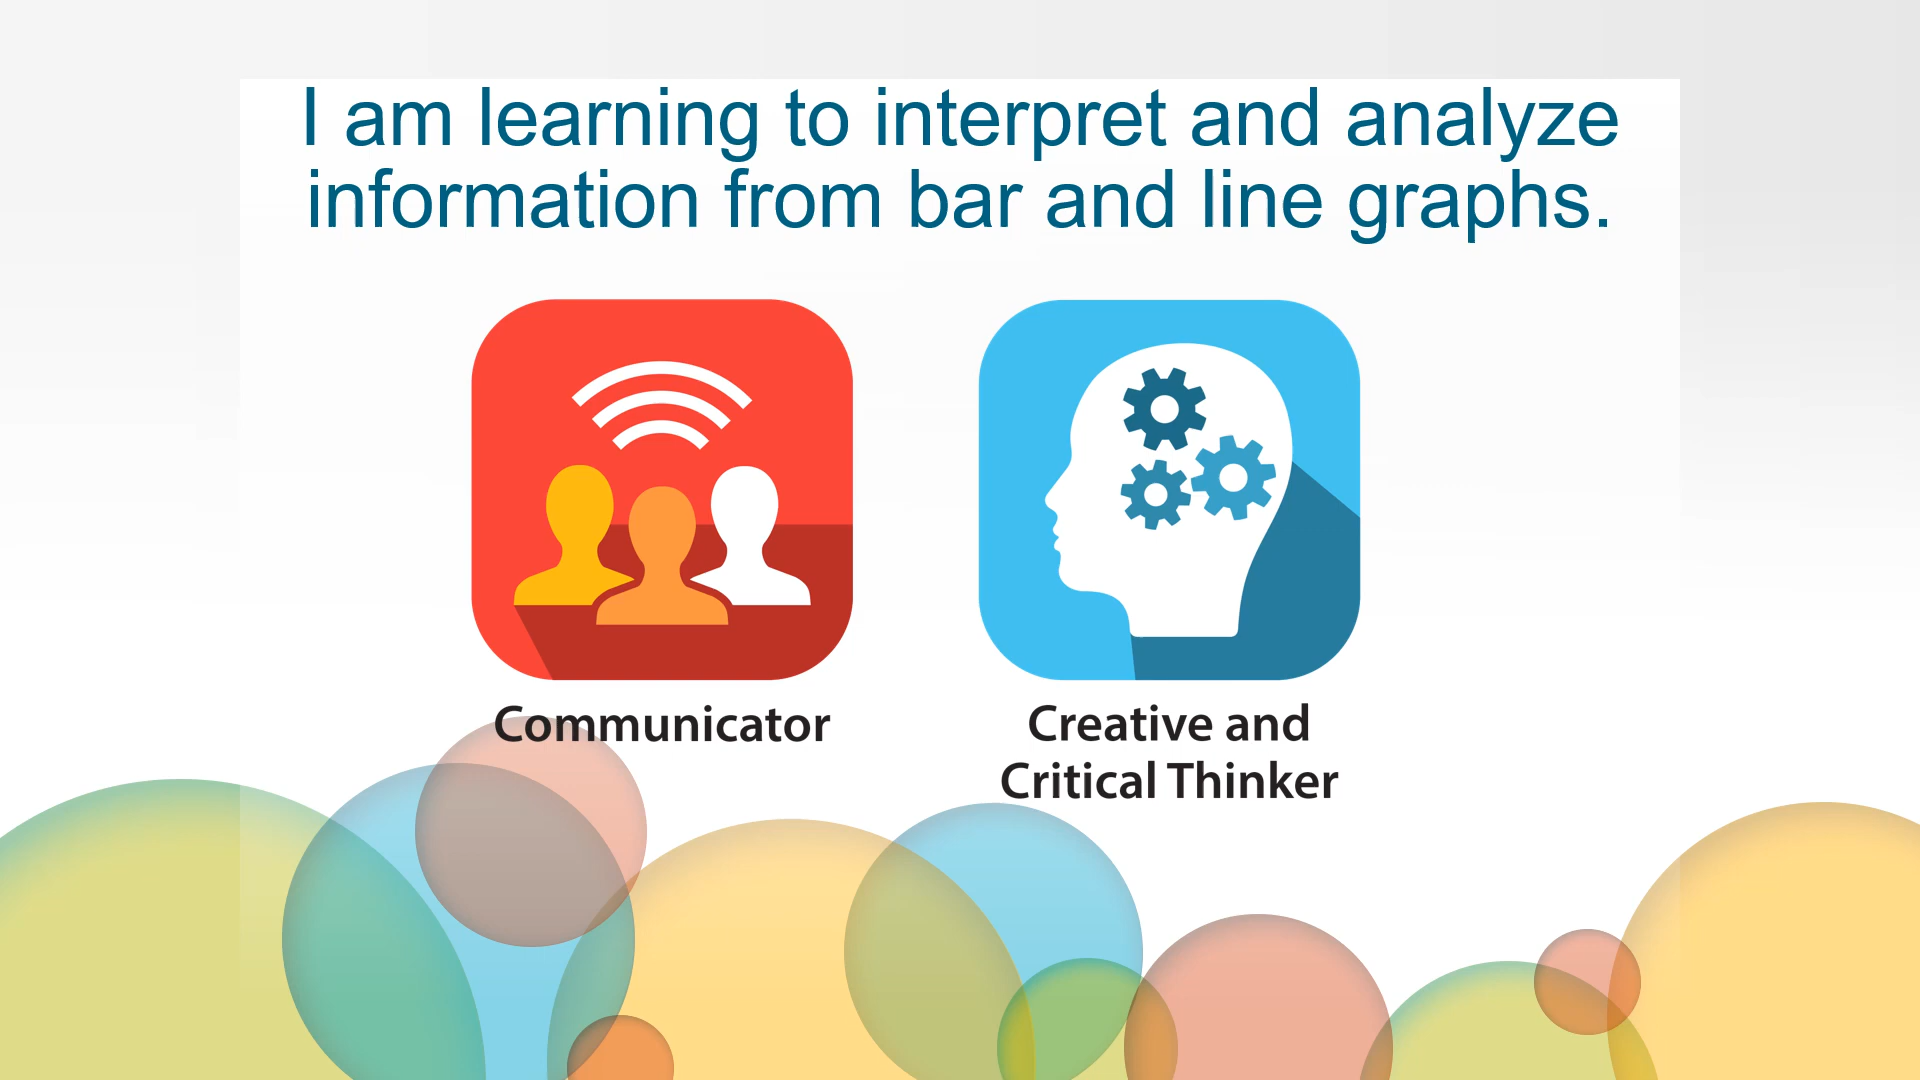 I am learning to interpret and analyze
information from bar and line graphs.
Communicator
Creative and
Critical Thinker